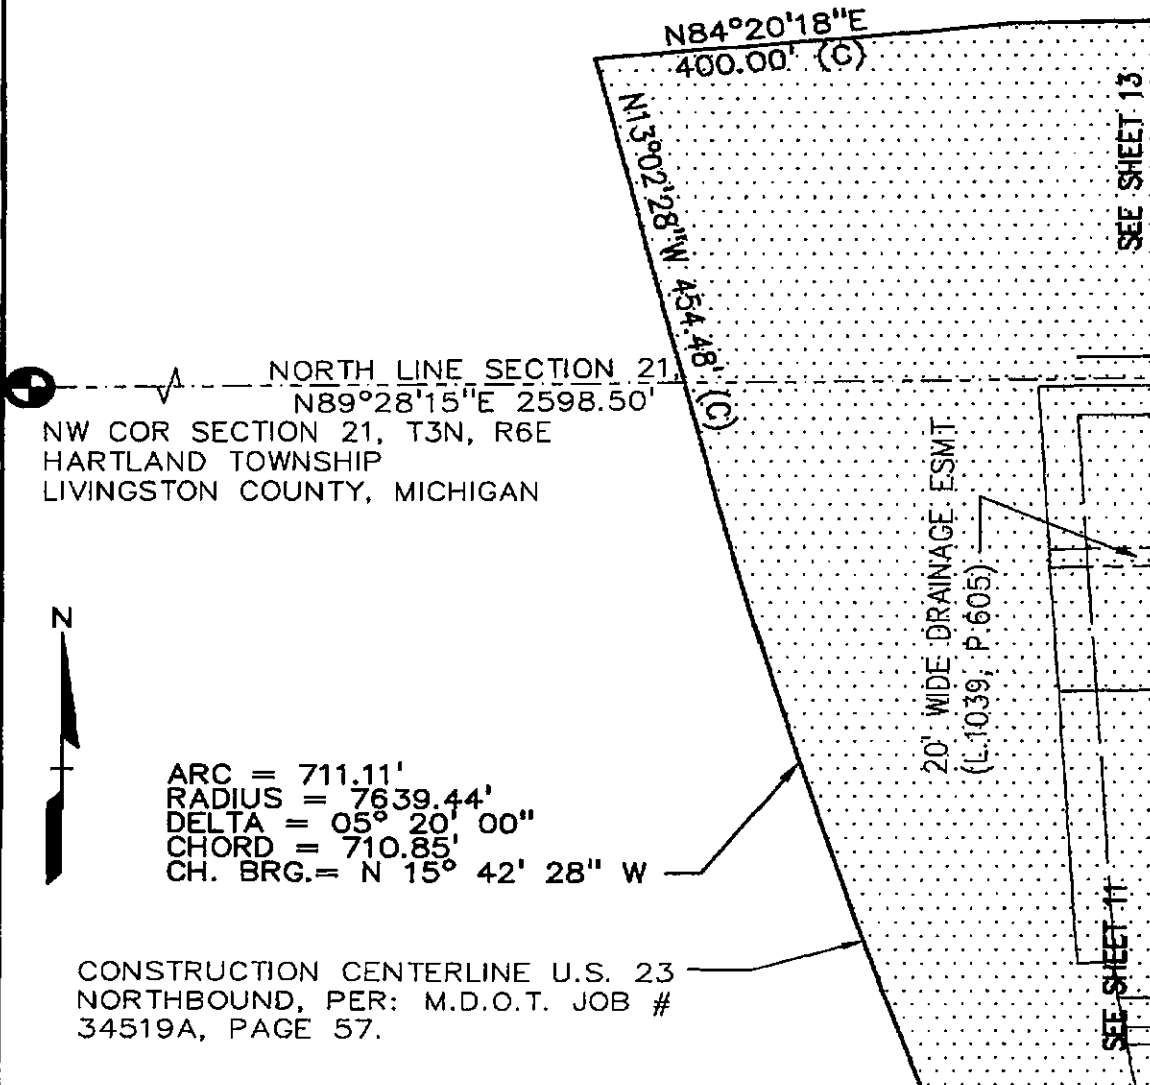 N84°20'18"E
400.00' (C)
N13°02'28"W 454.48' (C)
SEE SHEET 13
NORTH LINE SECTION 21,
N89°28'15"E 2598.50'
NW COR SECTION 21, T3N, R6E
HARTLAND TOWNSHIP
LIVINGSTON COUNTY, MICHIGAN
20' WIDE DRAINAGE ESMT
(L.1039, P.605)
N
ARC = 711.11'
RADIUS = 7639.44'
DELTA = 05° 20' 00"
CHORD = 710.85'
CH. BRG.= N 15° 42' 28" W
SEE SHEET 11
CONSTRUCTION CENTERLINE U.S. 23
NORTHBOUND, PER: M.D.O.T. JOB #
34519A, PAGE 57.